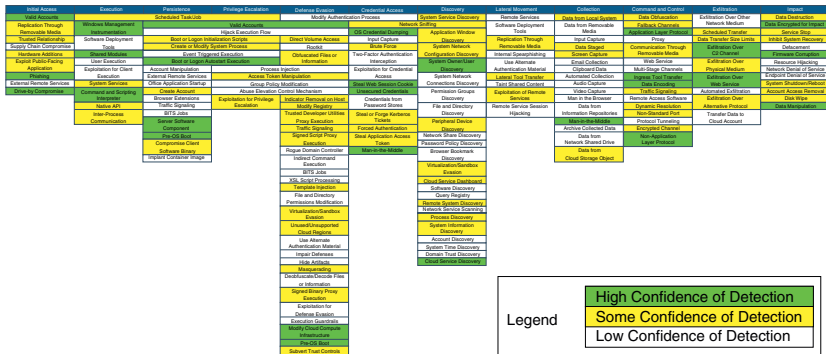 Initial Access
Execution
Persistence
Privilege Escalation
Defense Evasion
Credential Access
Discovery
Lateral Movement
Collection
Command and Control
Exfiltration
Impact
Valid Accounts
Replication Through
Removable Media
Trusted Relationship
Supply Chain Compromise
Hardware Additions
Exploit Public-Facing
Application
Phishing
External Remote Services
Drive-by Compromise
Scheduled Task/Job
Windows Management
Instrumentation
Software Deployment
Tools
Shared Modules
User Execution
Exploitation for Client
Execution
System Services
Command and Scripting
Interpreter
Native API
Inter-Process
Communication
Valid Accounts
Hijack Execution Flow
Boot or Logon Initialization Scripts
Create or Modify System Process
Event Triggered Execution
Boot or Logon Autostart Execution
Account Manipulation
External Remote Services
Office Application Startup
Create Account
Browser Extensions
Traffic Signaling
BITS Jobs
Server Software
Component
Pre-OS Boot
Compromise Client
Software Binary
Implant Container Image
Process Injection
Access Token Manipulation
Group Policy Modification
Abuse Elevation Control Mechanism
Exploitation for Privilege
Escalation
Modify Authentication Process
Direct Volume Access
Rootkit
Obfuscated Files or
Information
Indicator Removal on Host
Modify Registry
Trusted Developer Utilities
Proxy Execution
Traffic Signaling
Signed Script Proxy
Execution
Rogue Domain Controller
Indirect Command
Execution
BITS Jobs
XSL Script Processing
Template Injection
File and Directory
Permissions Modification
Virtualization/Sandbox
Evasion
Unused/Unsupported
Cloud Regions
Use Alternate
Authentication Material
Impair Defenses
Hide Artifacts
Masquerading
Deobfuscate/Decode Files
or Information
Signed Binary Proxy
Execution
Exploitation for
Defense Evasion
Execution Guardrails
Modify Cloud Compute
Infrastructure
Pre-OS Boot
Subvert Trust Controls
Network Sniffing
OS Credential Dumping
Input Capture
Brute Force
Two-Factor Authentication
Interception
Exploitation for Credential
Access
Steal Web Session Cookie
Unsecured Credentials
Credentials from
Password Stores
Steal or Forge Kerberos
Tickets
Forced Authentication
Steal Application Access
Token
Man-in-the-Middle
System Service Discovery
Application Window
Discovery
System Network
Configuration Discovery
System Owner/User
Discovery
System Network
Connections Discovery
Permission Groups
Discovery
File and Directory
Discovery
Peripheral Device
Discovery
Network Share Discovery
Password Policy Discovery
Browser Bookmark
Discovery
Virtualization/Sandbox
Evasion
Cloud Service Dashboard
Software Discovery
Query Registry
Remote System Discovery
Network Service Scanning
Process Discovery
System Information
Discovery
Account Discovery
System Time Discovery
Domain Trust Discovery
Cloud Service Discovery
Remote Services
Software Deployment
Tools
Replication Through
Removable Media
Internal Spearphishing
Use Alternate
Authentication Material
Lateral Tool Transfer
Taint Shared Content
Exploitation of Remote
Services
Remote Service Session
Hijacking
Data from Local System
Data from Removable
Media
Input Capture
Data Staged
Screen Capture
Email Collection
Clipboard Data
Automated Collection
Audio Capture
Video Capture
Man in the Browser
Data from
Information Repositories
Man-in-the-Middle
Archive Collected Data
Data from
Network Shared Drive
Data from
Cloud Storage Object
Data Obfuscation
Fallback Channels
Application Layer Protocol
Proxy
Communication Through
Removable Media
Web Service
Multi-Stage Channels
Ingress Tool Transfer
Data Encoding
Traffic Signaling
Remote Access Software
Dynamic Resolution
Non-Standard Port
Protocol Tunneling
Encrypted Channel
Non-Application
Layer Protocol
Exfiltration Over Other
Network Medium
Scheduled Transfer
Data Transfer Size Limits
Exfiltration Over
C2 Channel
Exfiltration Over
Physical Medium
Exfiltration Over
Web Service
Automated Exfiltration
Exfiltration Over
Alternative Protocol
Transfer Data to
Cloud Account
Data Destruction
Data Encrypted for Impact
Service Stop
Inhibit System Recovery
Defacement
Firmware Corruption
Resource Hijacking
Network Denial of Service
Endpoint Denial of Service
System Shutdown/Reboot
Account Access Removal
Disk Wipe
Data Manipulation
Legend
High Confidence of Detection
Some Confidence of Detection
Low Confidence of Detection